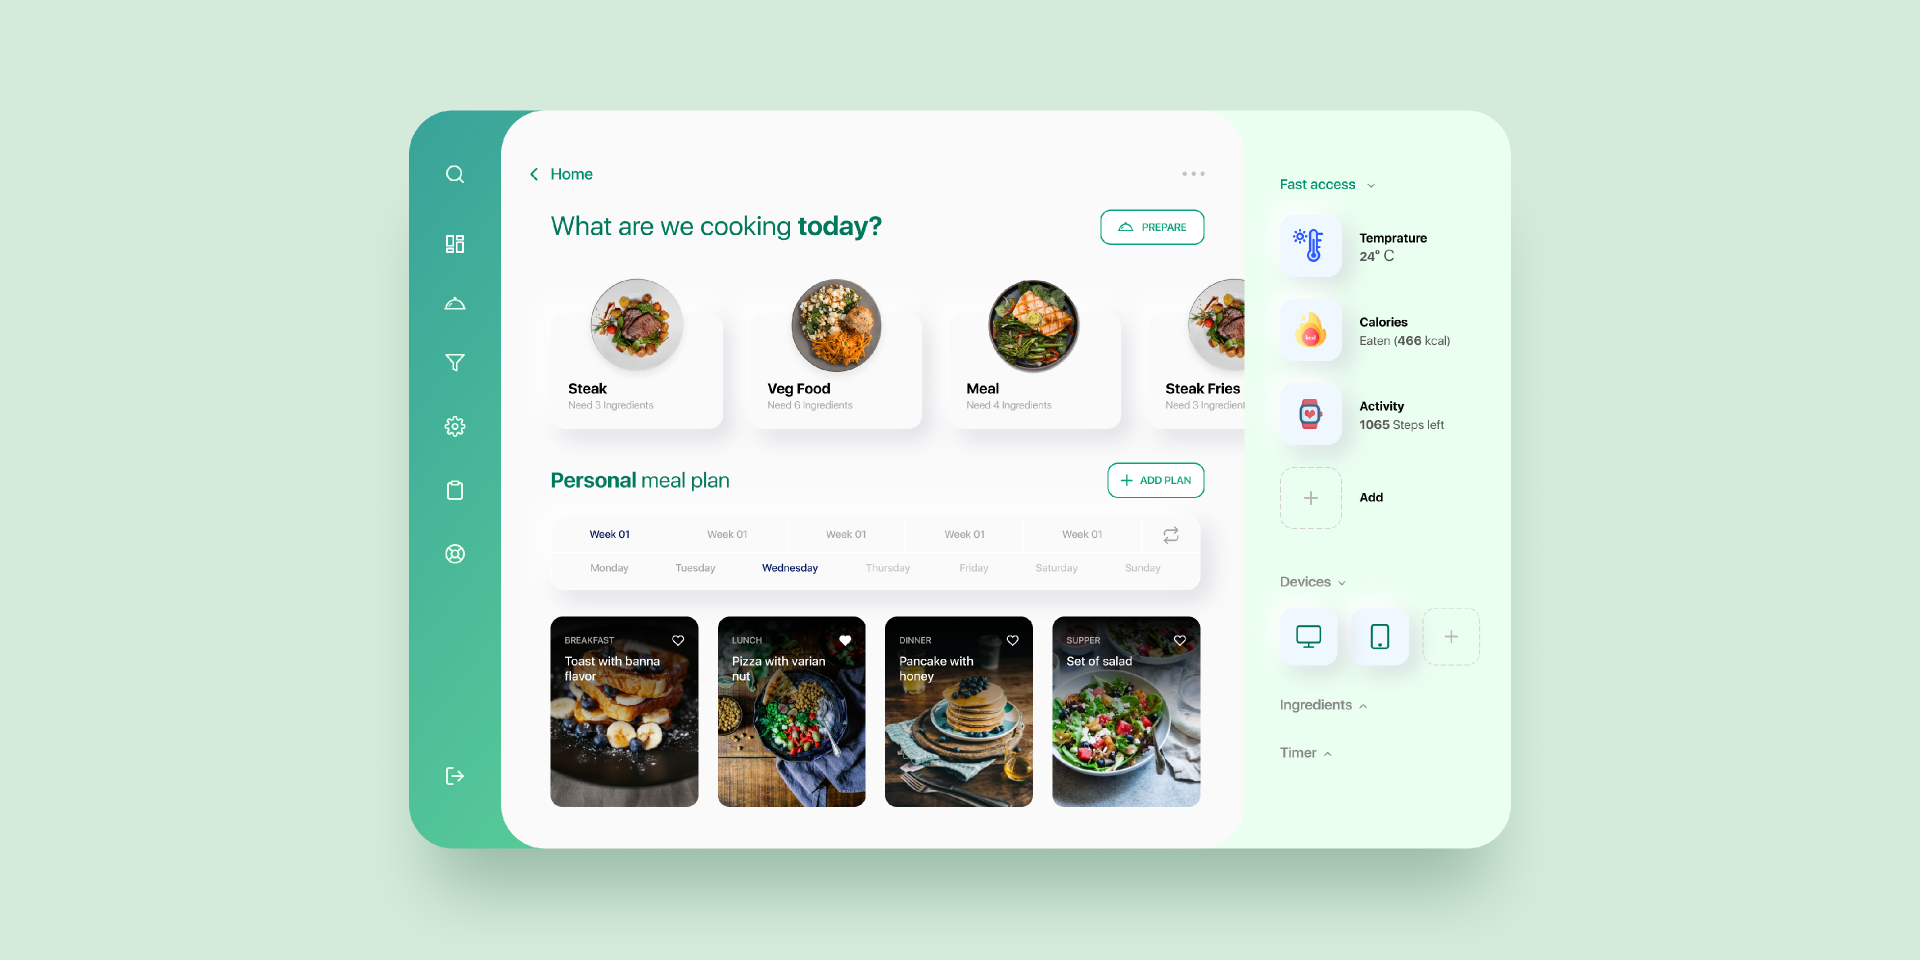 Home
What are we cooking today?
PREPARE
Steak
Need 3 Ingredients
Veg Food
Need 6 Ingredients
Meal
Need 4 Ingredients
Steak Fries
Need 3 Ingredient
Personal meal plan
ADD PLAN
Week 01
Week 01
Week 01
Week 01
Week 01
Monday
Tuesday
Wednesday
Thursday
Friday
Saturday
Sunday
BREAKFAST
Toast with banna
flavor
LUNCH
Pizza with varian
nut
DINNER
Pancake with
honey
SUPPER
Set of salad
Fast access
Temprature
24° C
Calories
Eaten (466 kcal)
kcal
Activity
1065 Steps left
Add
Devices
Ingredients
Timer